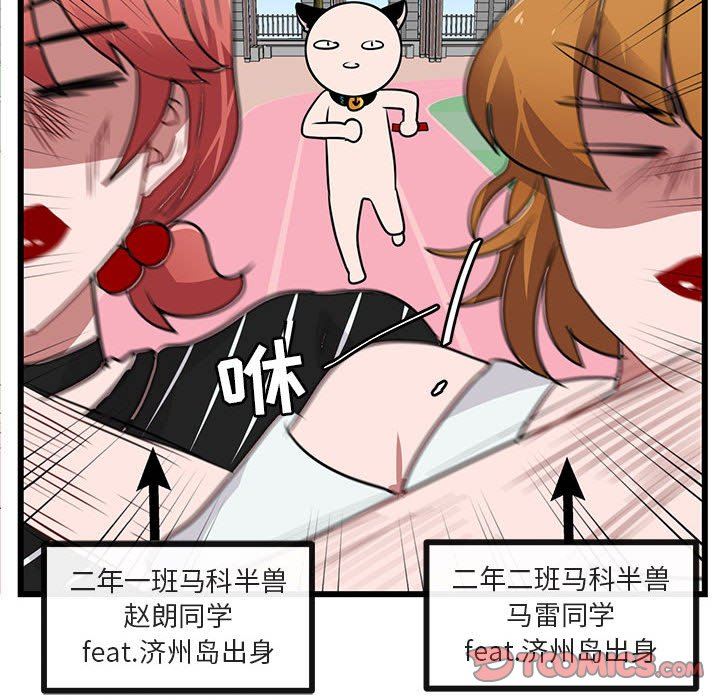 咻
二年一班马科半兽
赵朗同学
feat.济州岛出身
二年二班马科半兽
马雷同学
feat.济州岛出身
TCOMICS.COM